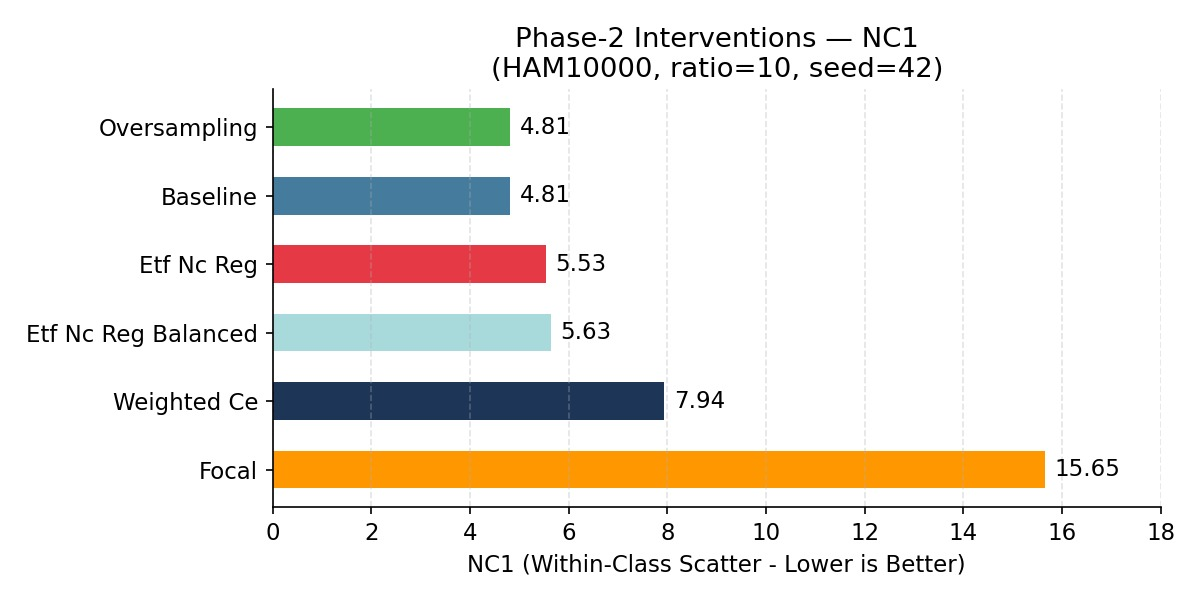 Phase-2 Interventions — NC1
(HAM10000, ratio=10, seed=42)
Oversampling 4.81
Baseline 4.81
Etf Nc Reg 5.53
Etf Nc Reg Balanced 5.63
Weighted Ce 7.94
Focal 15.65
0 2 4 6 8 10 12 14 16 18
NC1 (Within-Class Scatter - Lower is Better)